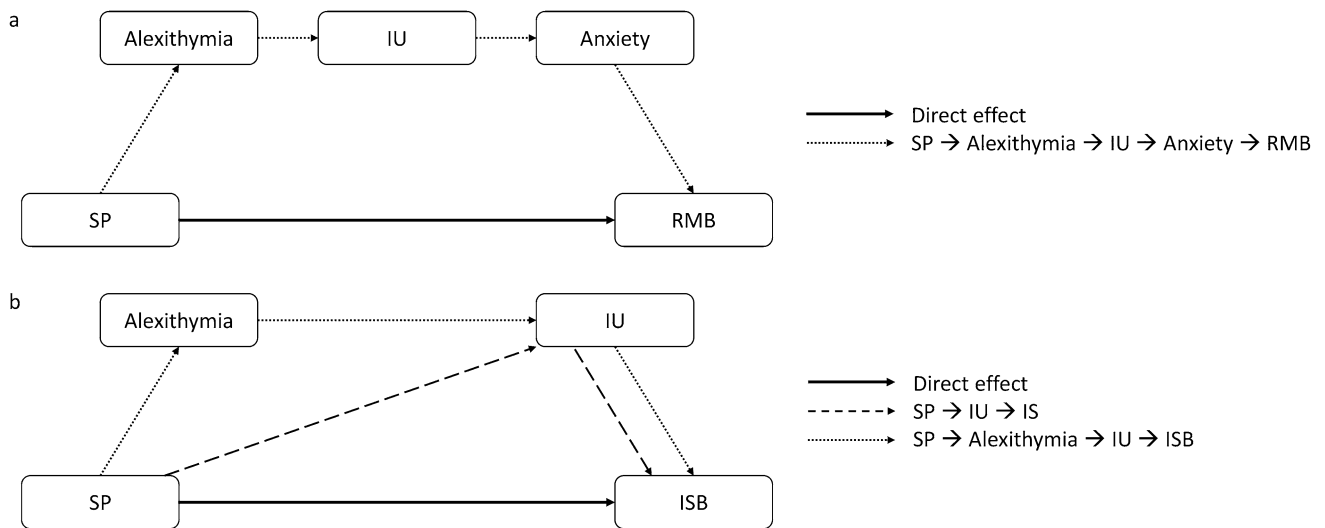 a
Alexithymia
IU
Anxiety
SP
RMB
Direct effect
SP → Alexithymia → IU → Anxiety → RMB
b
Alexithymia
IU
SP
ISB
Direct effect
SP → IU → IS
SP → Alexithymia → IU → ISB